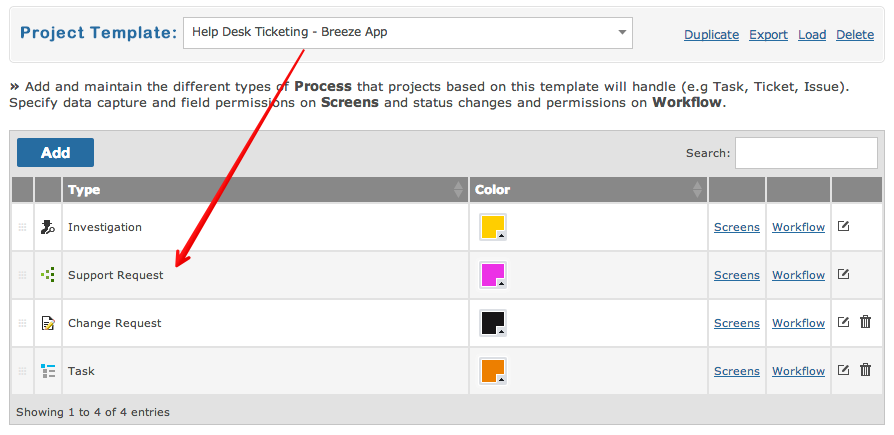 Project Template: Help Desk Ticketing - Breeze App Duplicate Export Load Delete
» Add and maintain the different types of Process that projects based on this template will handle (e.g Task, Ticket, Issue).
Specify data capture and field permissions on Screens and status changes and permissions on Workflow.
Add Search:
Type Color
Investigation Screens Workflow
Support Request Screens Workflow
Change Request Screens Workflow
Task Screens Workflow
Showing 1 to 4 of 4 entries